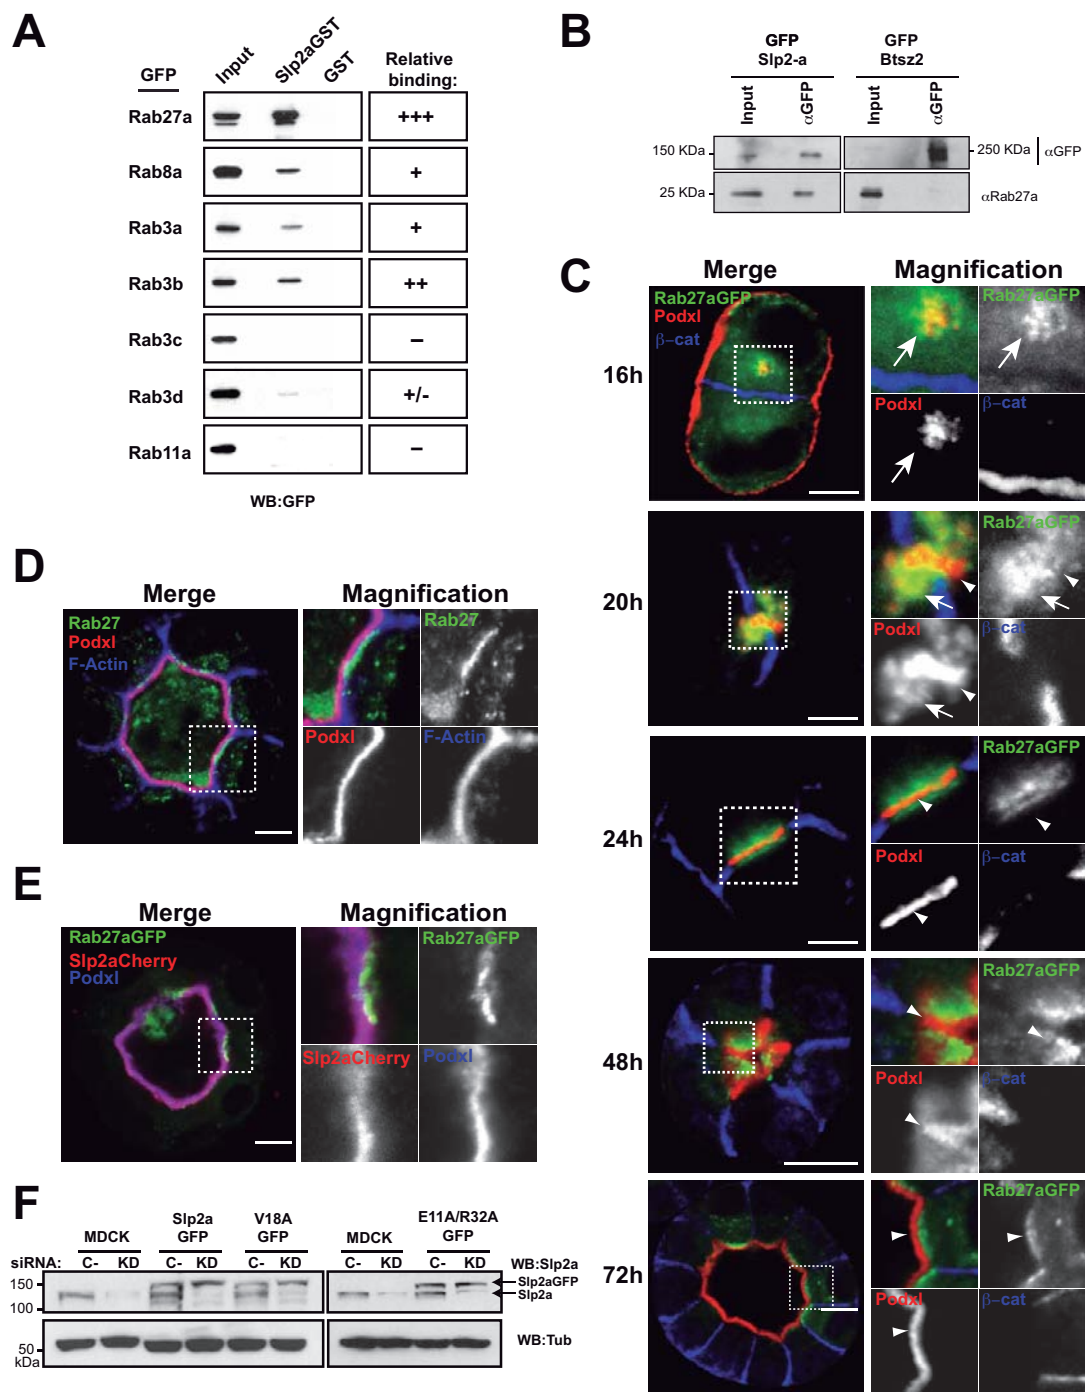 A
GFP
Input
Slp2aGST
GST
Relative
binding:
Rab27a
+++
Rab8a
+
Rab3a
+
Rab3b
++
Rab3c
–
Rab3d
+/-
Rab11a
–
WB:GFP
B
GFP
Slp2-a
GFP
Btsz2
Input
αGFP
Input
αGFP
150 KDa
250 KDa
αGFP
25 KDa
αRab27a
C
Merge
Magnification
16h
Rab27aGFP
Podxl
β-cat
Rab27aGFP
Podxl
β-cat
20h
Rab27aGFP
Podxl
β-cat
24h
Rab27aGFP
Podxl
β-cat
48h
Rab27aGFP
Podxl
β-cat
72h
Rab27aGFP
Podxl
β-cat
D
Merge
Magnification
Rab27
Podxl
F-Actin
Rab27
Podxl
F-Actin
E
Merge
Magnification
Rab27aGFP
Slp2aCherry
Podxl
Rab27aGFP
Slp2aCherry
Podxl
F
MDCK
Slp2a
GFP
V18A
GFP
MDCK
E11A/R32A
GFP
siRNA:
C- KD C- KD C- KD C- KD C- KD
WB:Slp2a
150
100
Slp2aGFP
Slp2a
50
kDa
WB:Tub